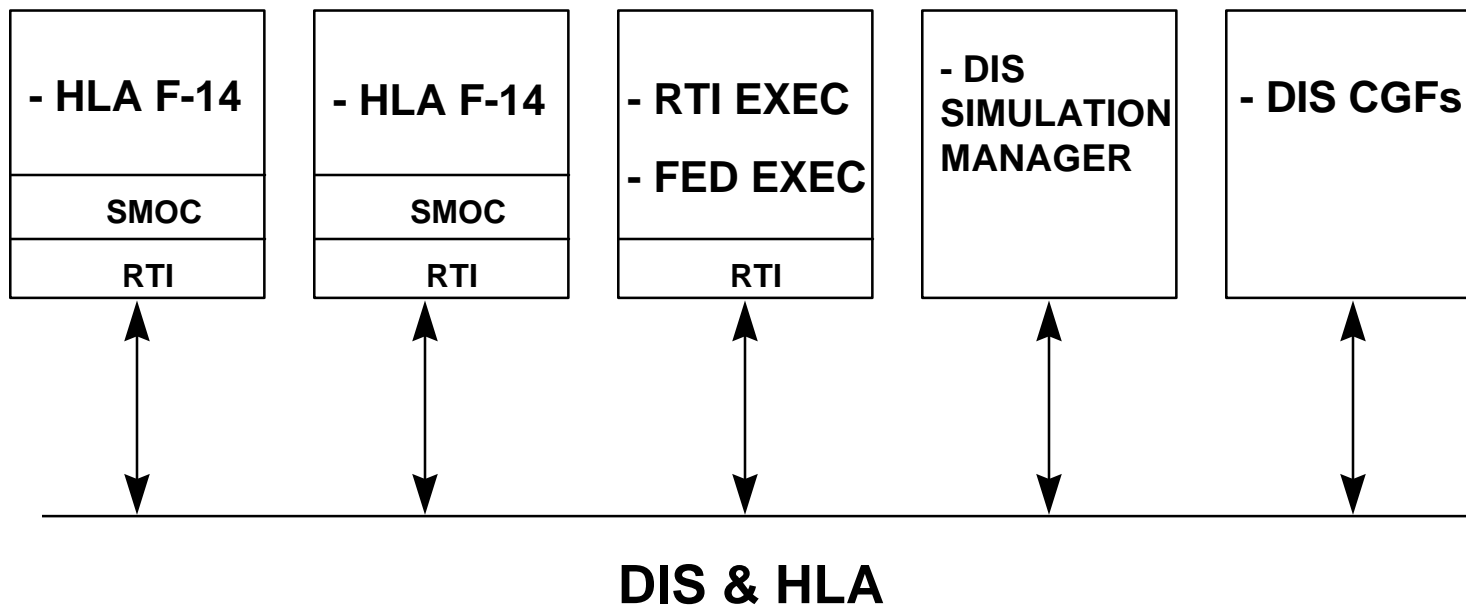 - HLA F-14
SMOC
RTI
- HLA F-14
SMOC
RTI
- RTI EXEC
- FED EXEC
RTI
- DIS
SIMULATION
MANAGER
- DIS CGFs
DIS & HLA